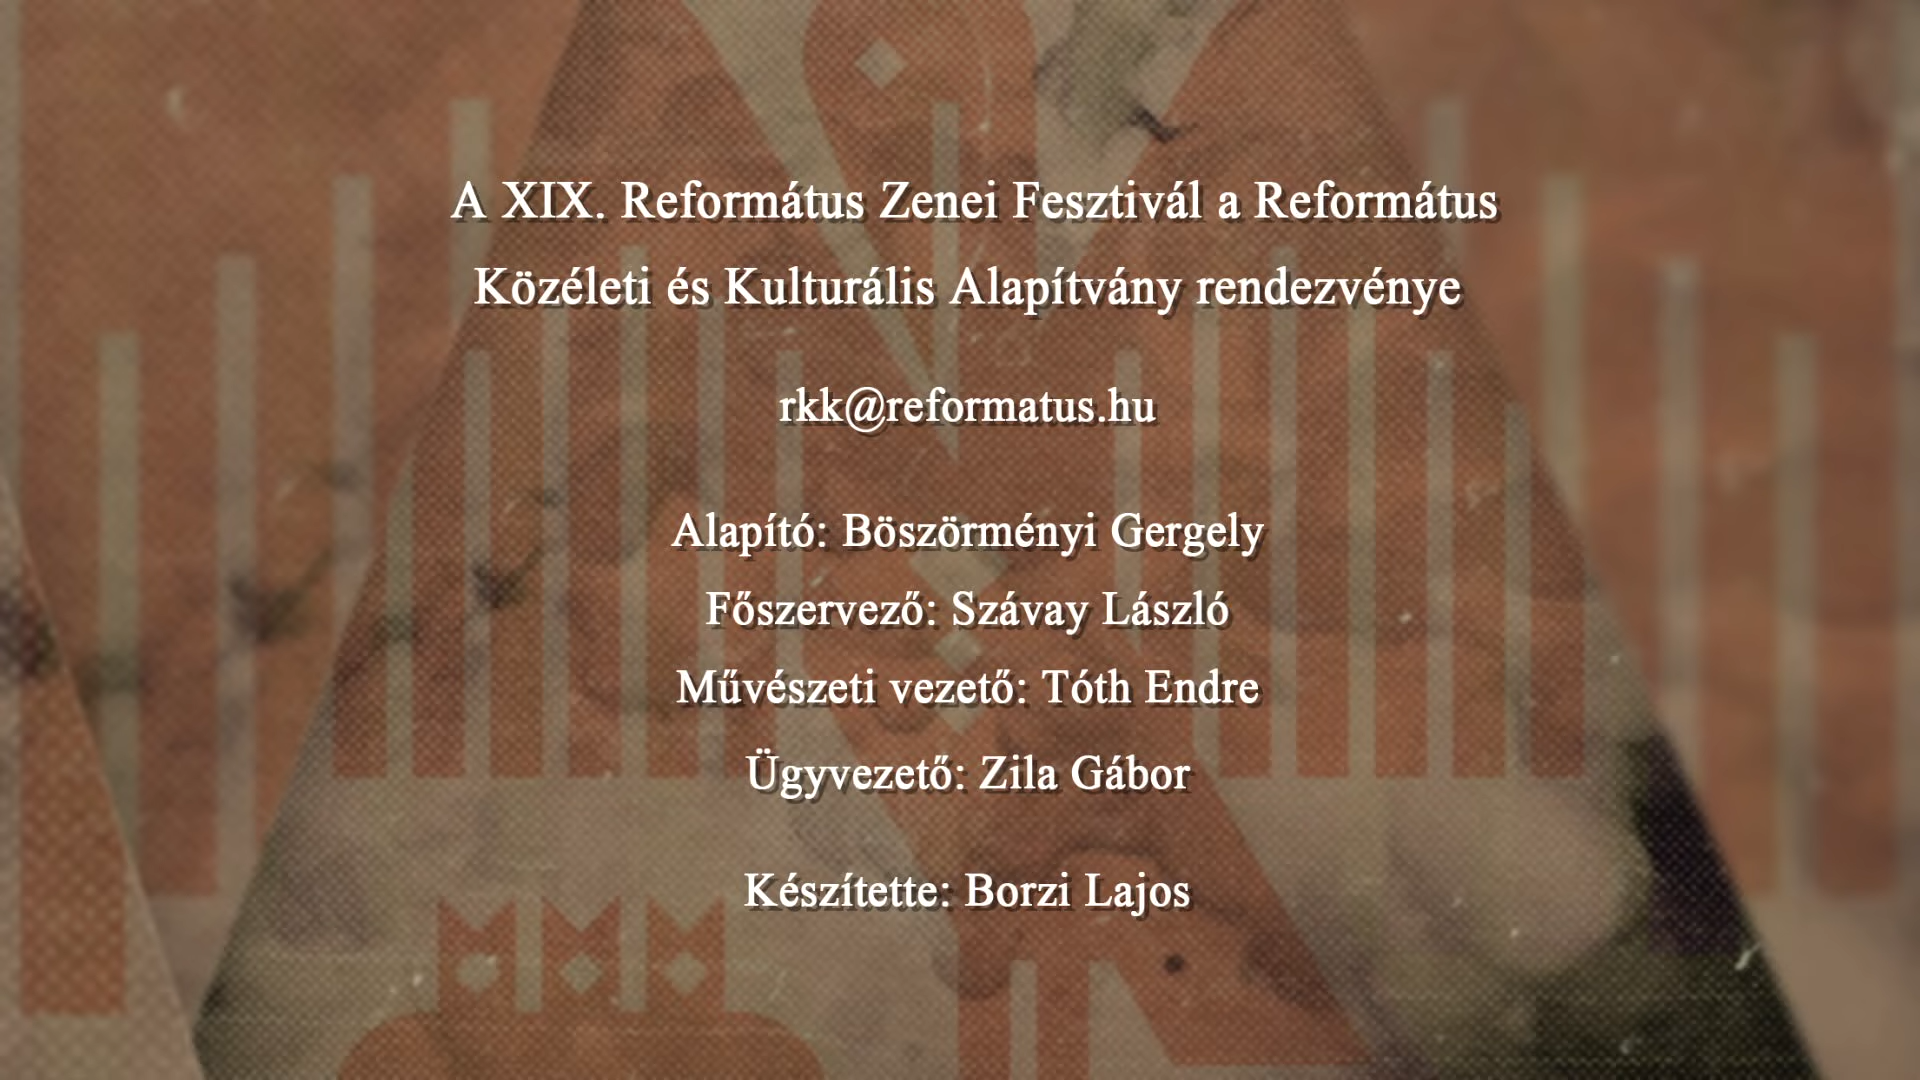 A XIX. Református Zenei Fesztivál a Református
Közéleti és Kulturális Alapítvány rendezvénye
rkk@reformatus.hu
Alapító: Böszörményi Gergely
Főszervező: Szávay László
Művészeti vezető: Tóth Endre
Ügyvezető: Zila Gábor
Készítette: Borzi Lajos